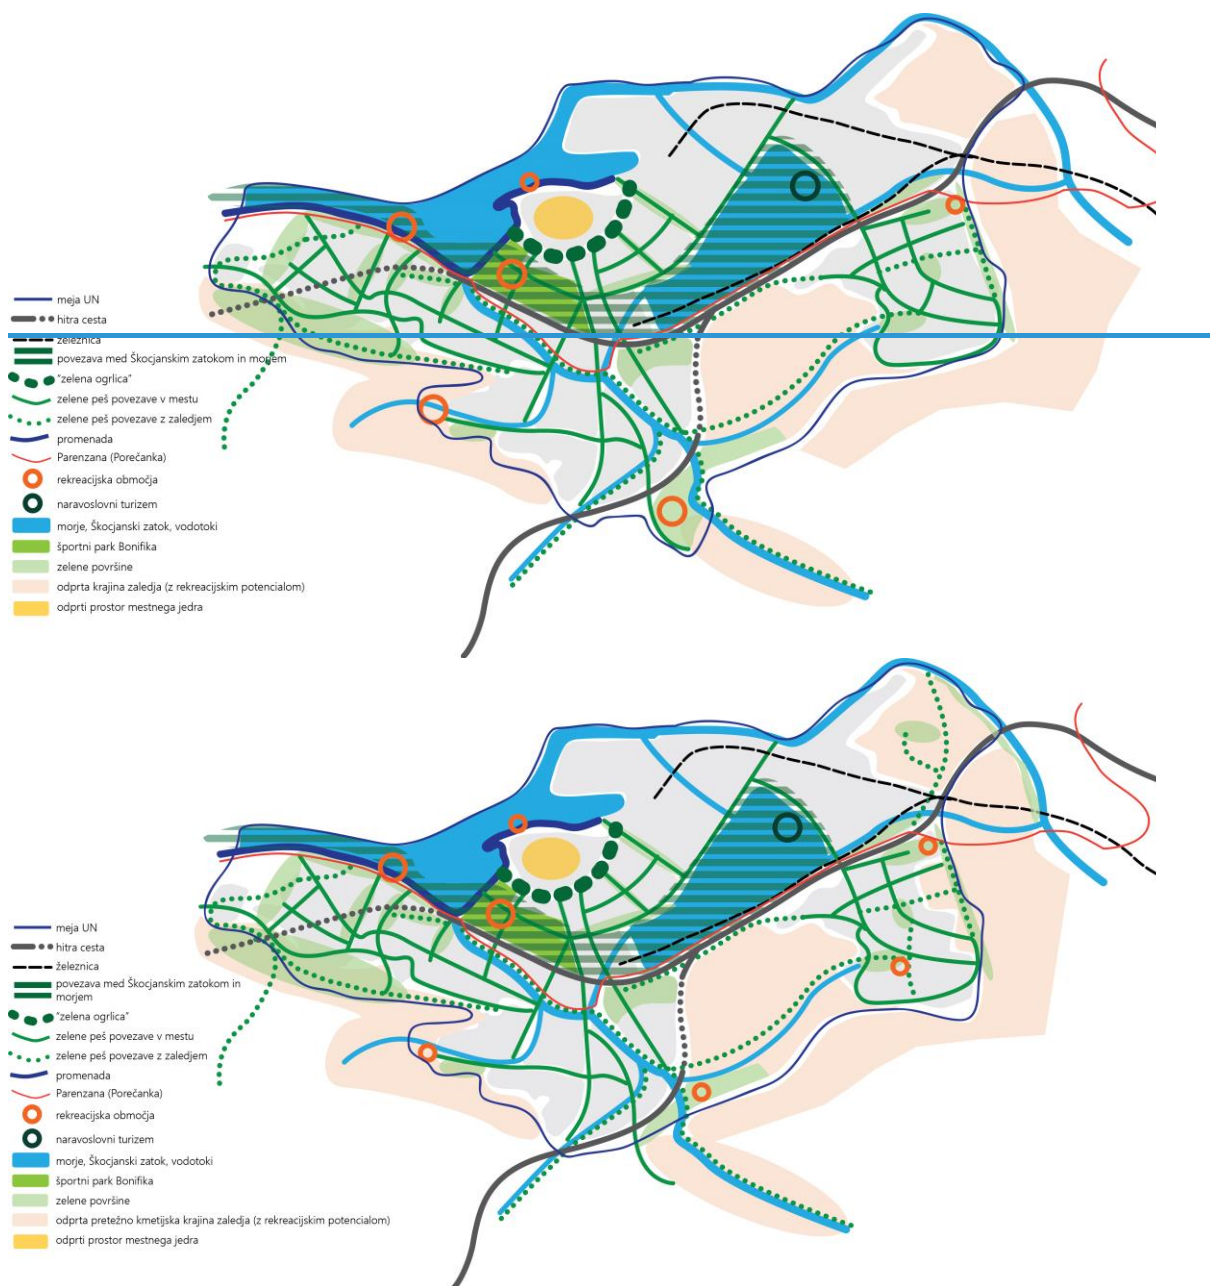 meja UN
hitra cesta
železnica
povezava med Škocjanskim zatokom in morjem
"zelena ogrlica"
zelene peš povezave v mestu
zelene peš povezave z zaledjem
promenada
Parenzana (Porečanka)
rekreacijska območja
naravoslovni turizem
morje, Škocjanski zatok, vodotoki
športni park Bonifika
zelene površine
odprta krajina zaledja (z rekreacijskim potencialom)
odprti prostor mestnega jedra
meja UN
hitra cesta
železnica
povezava med Škocjanskim zatokom in
morjem
"zelena ogrlica"
zelene peš povezave v mestu
zelene peš povezave z zaledjem
promenada
Parenzana (Porečanka)
rekreacijska območja
naravoslovni turizem
morje, Škocjanski zatok, vodotoki
športni park Bonifika
zelene površine
odprta pretežno kmetijska krajina zaledja (z rekreacijskim potencialom)
odprti prostor mestnega jedra